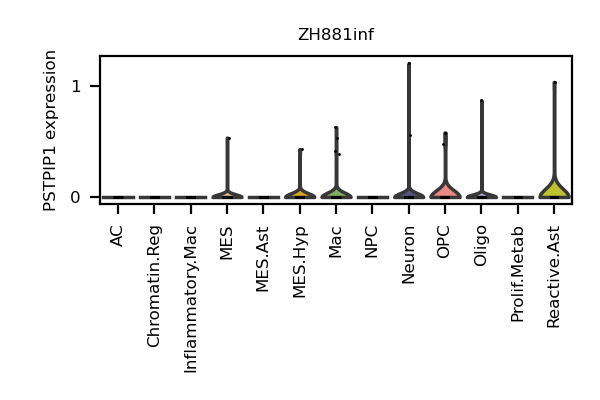 ZH881inf
PSTPIP1 expression
1
0
AC
Chromatin.Reg
Inflammatory.Mac
MES
MES.Ast
MES.Hyp
Mac
NPC
Neuron
OPC
Oligo
Prolif.Metab
Reactive.Ast